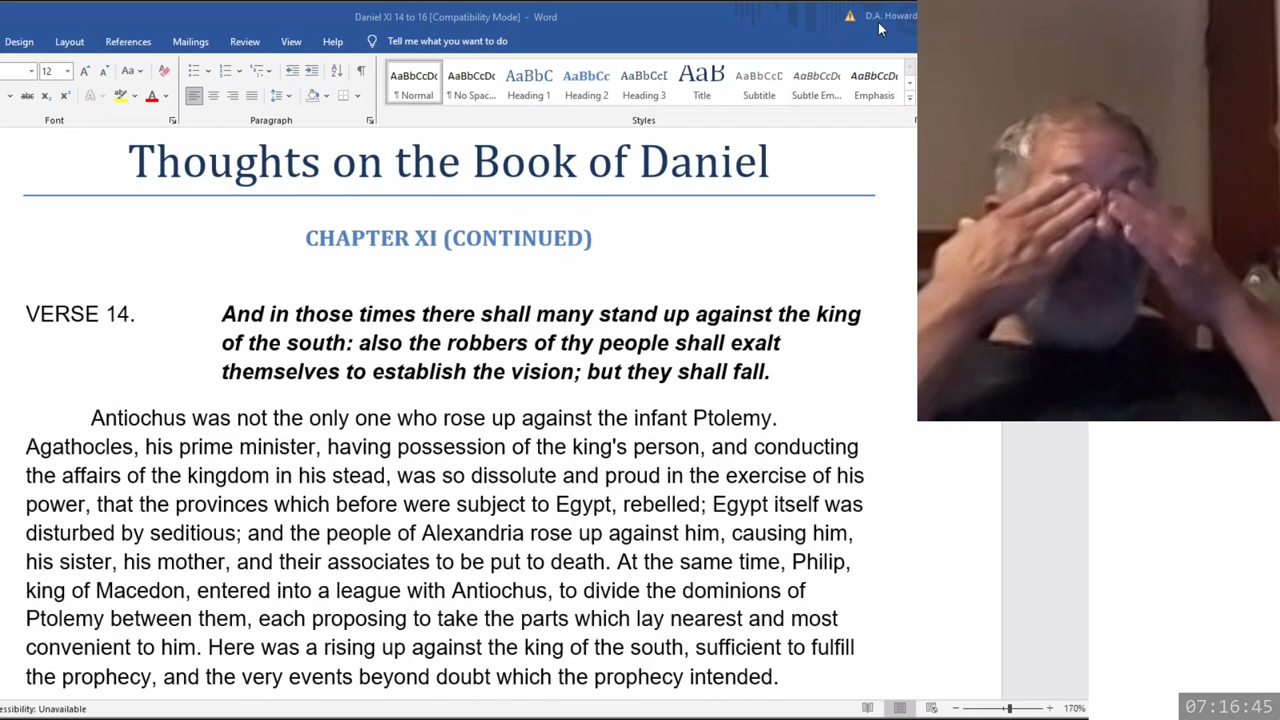 Daniel XI 14 to 16 [Compatibility Mode] - Word
D.A. Howard
Design Layout References Mailings Review View Help Tell me what you want to do
12 Aa
AaBbCcDc AaBbCcDc AaBbC AaBbCc AaBbCcD AaB AaBbCcD AaBbCcDc AaBbCcDc
¶ Normal ¶ No Spac... Heading 1 Heading 2 Heading 3 Title Subtitle Subtle Em... Emphasis
Font Paragraph Styles
Thoughts on the Book of Daniel
CHAPTER XI (CONTINUED)
VERSE 14. And in those times there shall many stand up against the king
of the south: also the robbers of thy people shall exalt
themselves to establish the vision; but they shall fall.
Antiochus was not the only one who rose up against the infant Ptolemy.
Agathocles, his prime minister, having possession of the king's person, and conducting
the affairs of the kingdom in his stead, was so dissolute and proud in the exercise of his
power, that the provinces which before were subject to Egypt, rebelled; Egypt itself was
disturbed by seditious; and the people of Alexandria rose up against him, causing him,
his sister, his mother, and their associates to be put to death. At the same time, Philip,
king of Macedon, entered into a league with Antiochus, to divide the dominions of
Ptolemy between them, each proposing to take the parts which lay nearest and most
convenient to him. Here was a rising up against the king of the south, sufficient to fulfill
the prophecy, and the very events beyond doubt which the prophecy intended.
essibility: Unavailable
170%
07:16:45